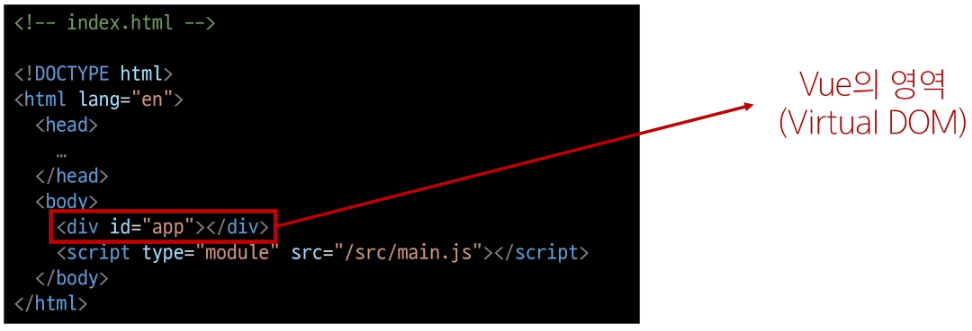 <!-- index.html -->
<!DOCTYPE html>
<html lang="en">
<head>
…
</head>
<body>
<div id="app"></div>
<script type="module" src="/src/main.js"></script>
</body>
</html>
Vue의 영역
(Virtual DOM)